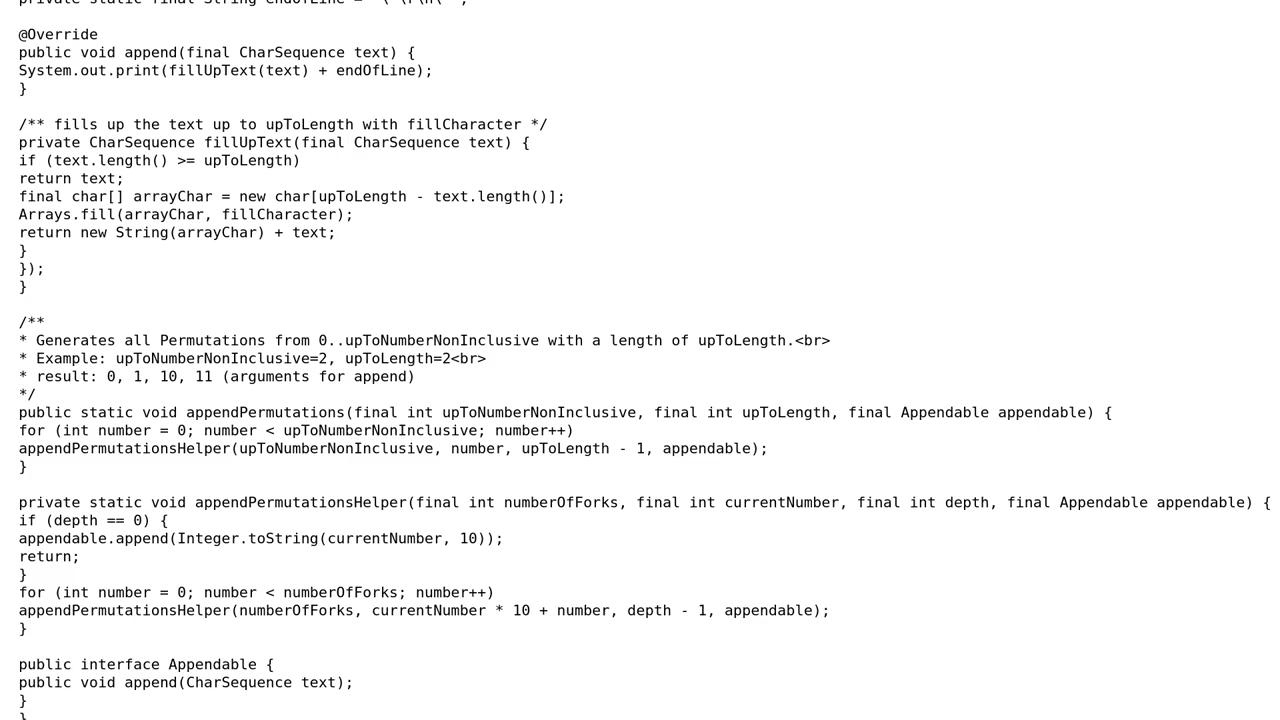 private static final String endOfLine =
@Override
public void append(final CharSequence text) {
System.out.print(fillUpText(text) + endOfLine);
}
/** fills up the text up to upToLength with fillCharacter */
private CharSequence fillUpText(final CharSequence text) {
if (text.length() >= upToLength)
return text;
final char[] arrayChar = new char[upToLength - text.length()];
Arrays.fill(arrayChar, fillCharacter);
return new String(arrayChar) + text;
}
});
}
/**
* Generates all Permutations from 0..upToNumberNonInclusive with a length of upToLength.<br>
* Example: upToNumberNonInclusive=2, upToLength=2<br>
* result: 0, 1, 10, 11 (arguments for append)
*/
public static void appendPermutations(final int upToNumberNonInclusive, final int upToLength, final Appendable appendable) {
for (int number = 0; number < upToNumberNonInclusive; number++)
appendPermutationsHelper(upToNumberNonInclusive, number, upToLength - 1, appendable);
}
private static void appendPermutationsHelper(final int numberOfForks, final int currentNumber, final int depth, final Appendable appendable) {
if (depth == 0) {
appendable.append(Integer.toString(currentNumber, 10));
return;
}
for (int number = 0; number < numberOfForks; number++)
appendPermutationsHelper(numberOfForks, currentNumber * 10 + number, depth - 1, appendable);
}
public interface Appendable {
public void append(CharSequence text);
}
}